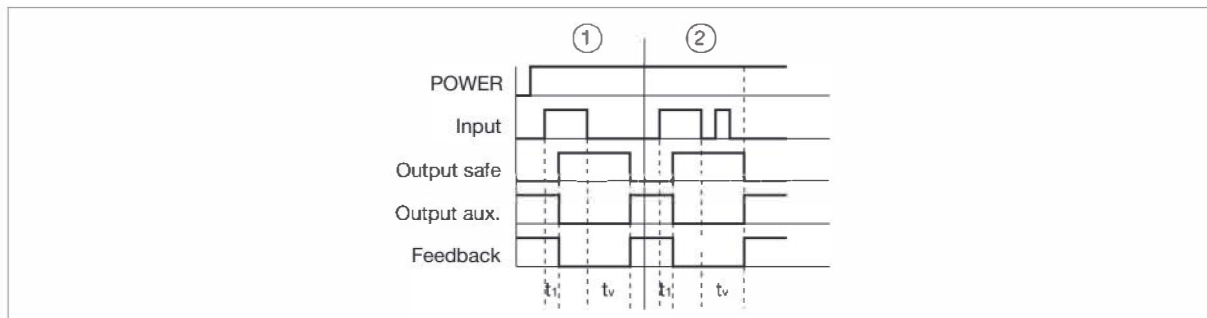 ① ②
POWER
Input
Output safe
Output aux.
Feedback
t1 tv t1 tv